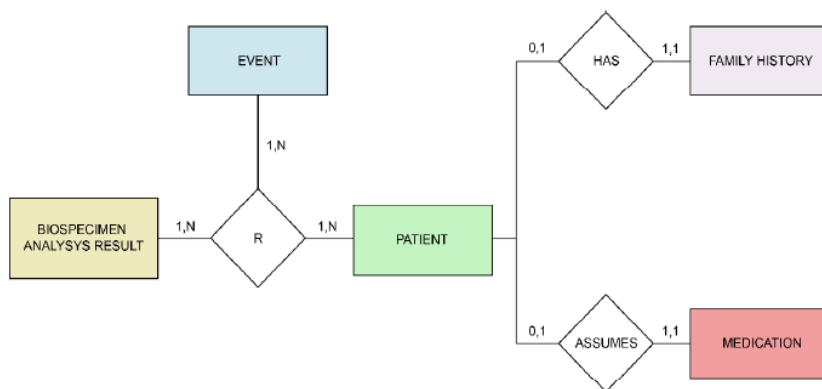 EVENT
0,1
HAS
1,1
FAMILY HISTORY
1,N
BIOSPECIMEN
ANALYSYS RESULT
1,N
R
1,N
PATIENT
0,1
ASSUMES
1,1
MEDICATION